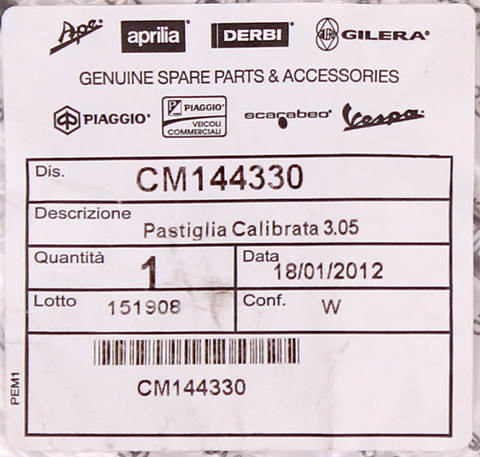 Ape aprilia DERBI GILERA
GENUINE SPARE PARTS & ACCESSORIES
PIAGGIO PIAGGIO scarabeo Vespa
VEICOLI
COMMERCIALI
Dis. CM144330
Descrizione
Pastiglia Calibrata 3.05
Quantità 1 Data 18/01/2012
Lotto 151908 Conf. W
CM144330
PEM1